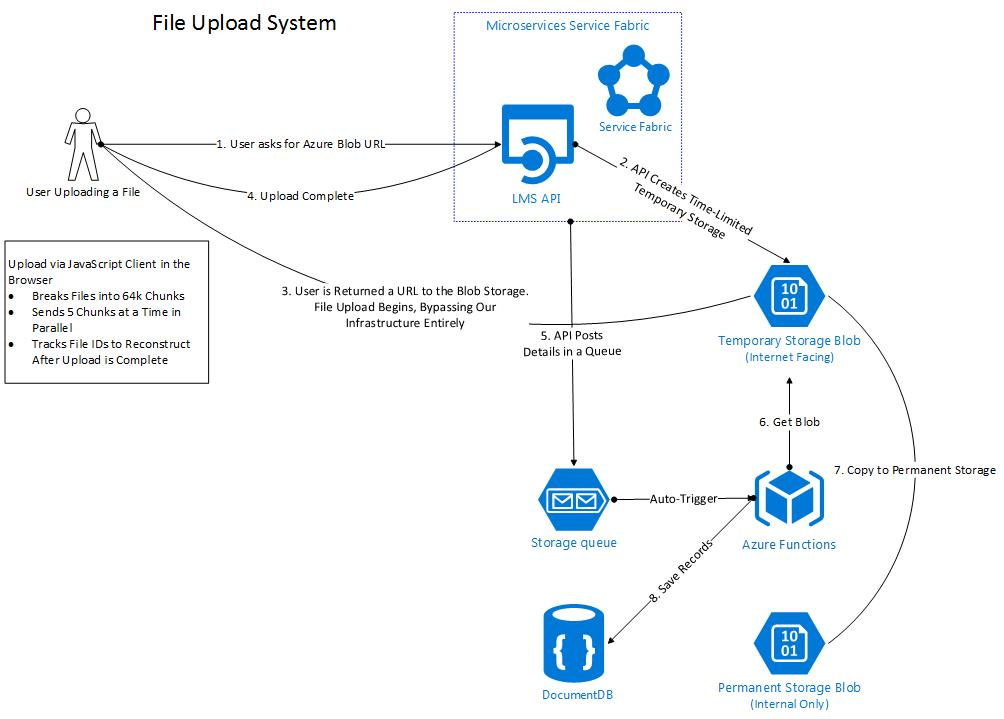 File Upload System
Microservices Service Fabric
Service Fabric
1. User asks for Azure Blob URL
LMS API
User Uploading a File
4. Upload Complete
2. API Creates Time-Limited
Temporary Storage
Upload via JavaScript Client in the
Browser
● Breaks Files into 64k Chunks
● Sends 5 Chunks at a Time in
Parallel
● Tracks File IDs to Reconstruct
After Upload is Complete
3. User is Returned a URL to the Blob Storage.
File Upload Begins, Bypassing Our
Infrastructure Entirely
10
01
Temporary Storage Blob
(Internet Facing)
5. API Posts
Details in a Queue
6. Get Blob
7. Copy to Permanent Storage
Auto-Trigger
Storage queue
Azure Functions
8. Save Records
{ }
DocumentDB
10
01
Permanent Storage Blob
(Internal Only)